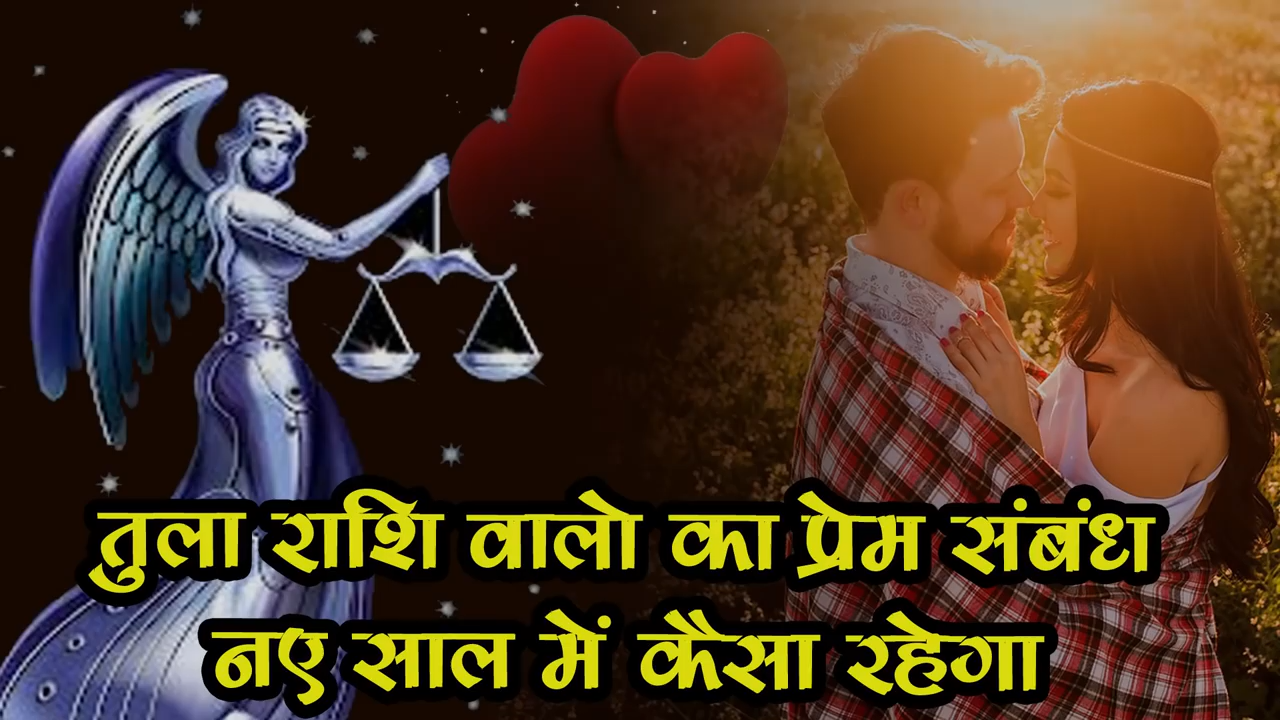 तुला राशि वालो का प्रेम संबंध
नए साल में कैसा रहेगा